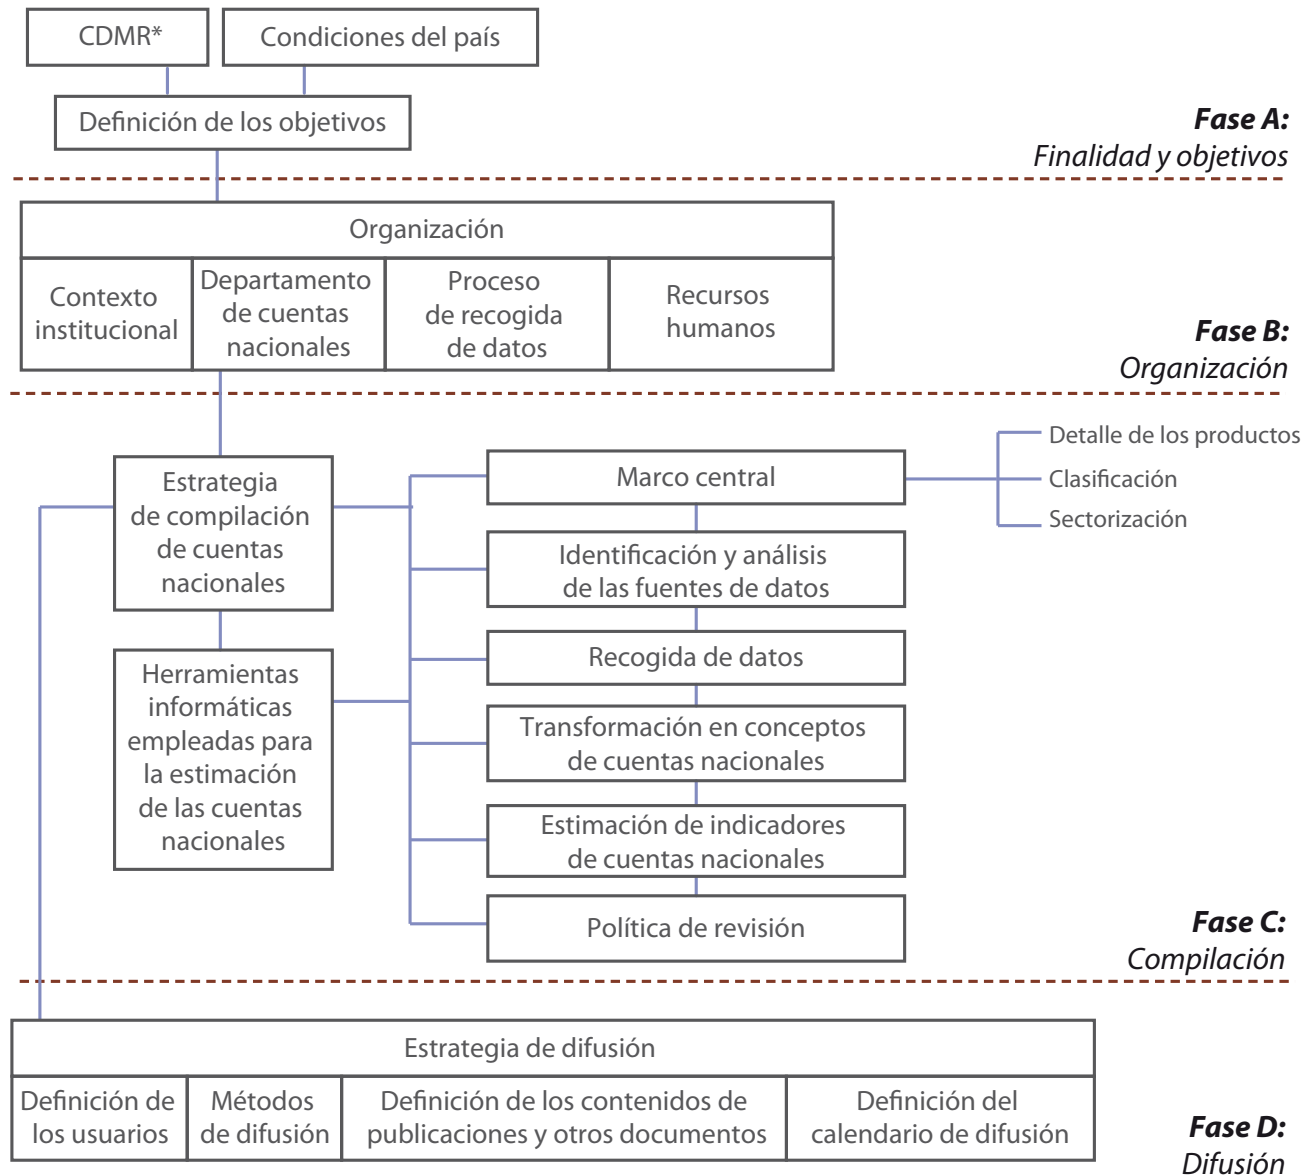 CDMR*
Condiciones del país
Definición de los objetivos
Fase A:
Finalidad y objetivos
Organización
Contexto
institucional
Departamento
de cuentas
nacionales
Proceso
de recogida
de datos
Recursos
humanos
Fase B:
Organización
Estrategia
de compilación
de cuentas
nacionales
Herramientas
informáticas
empleadas para
la estimación
de las cuentas
nacionales
Marco central
Detalle de los productos
Clasificación
Sectorización
Identificación y análisis
de las fuentes de datos
Recogida de datos
Transformación en conceptos
de cuentas nacionales
Estimación de indicadores
de cuentas nacionales
Política de revisión
Fase C:
Compilación
Estrategia de difusión
Definición de
los usuarios
Métodos
de difusión
Definición de los contenidos de
publicaciones y otros documentos
Definición del
calendario de difusión
Fase D:
Difusión